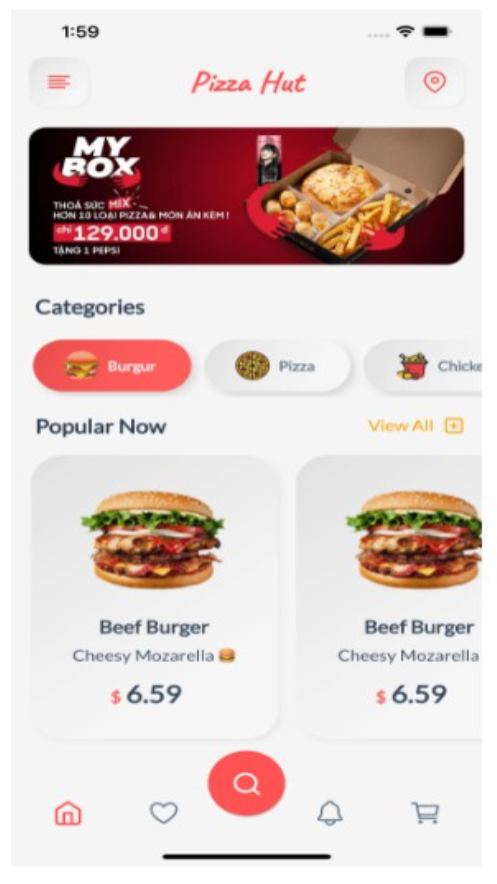 1:59
Pizza Hut
MY
BOX
THOẢ SỨC MIX
HƠN 10 LOẠI PIZZA & MÓN ĂN KÈM !
chỉ 129.000đ
TẶNG 1 PEPSI
Categories
Burgur
Pizza
Chicke
Popular Now
View All
Beef Burger
Beef Burger
Cheesy Mozarella
Cheesy Mozarella
$ 6.59
$ 6.59